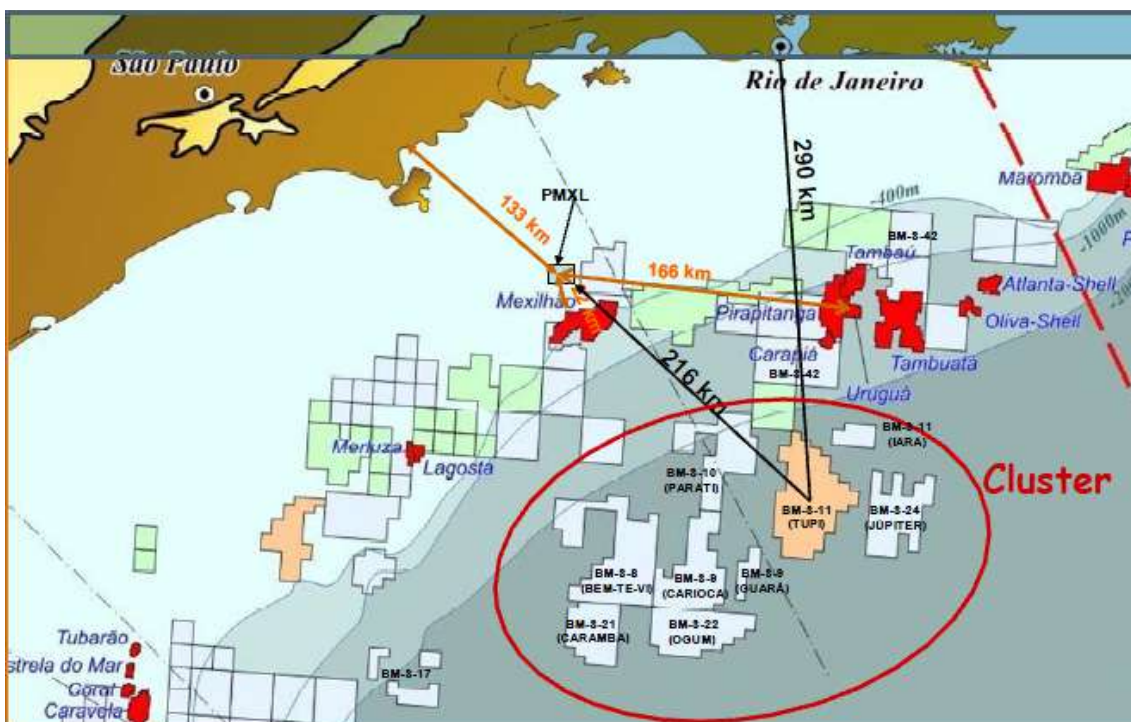 São Paulo
Rio de Janeiro
290 km
PMXL
133 km
Maromba
-400m
-1000m
BM-S-42
Tambaú
166 km
Mexilhão
Pirapitanga
Atlanta-Shell
Oliva-Shell
Carapiá
BM-S-42
Tambuatá
Uruguá
216 km
Merluza
Lagosta
BM-S-11
(IARA)
BM-S-10
(PARATI)
Cluster
BM-S-11
(TUPI)
BM-S-24
(JÚPITER)
BM-S-8
(BEM-TE-VI)
BM-S-9
(CARIOCA)
BM-S-9
(GUARÁ)
BM-S-21
(CARAMBA)
BM-S-22
(OGUM)
BM-S-17
Tubarão
strela do Mar
Coral
Caravela